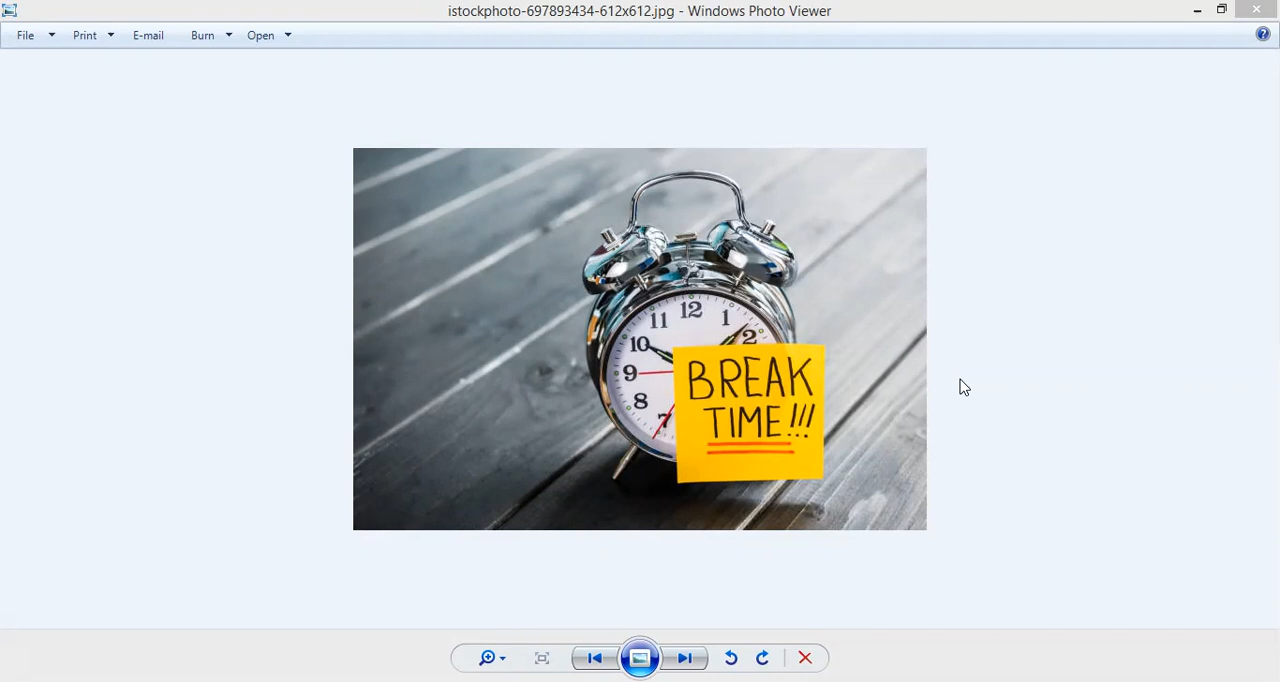 istockphoto-697893434-612x612.jpg - Windows Photo Viewer
File Print E-mail Burn Open
12
11 1
10 2
9
8
7
BREAK
TIME!!!